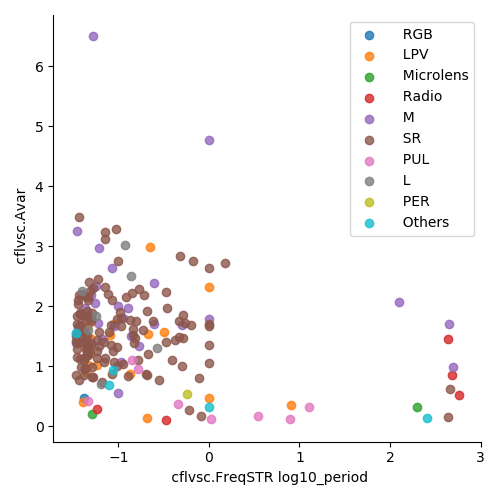 RGB
LPV
Microlens
Radio
M
SR
PUL
L
PER
Others
cflvsc.Avar
6
5
4
3
2
1
0
−1 0 1 2 3
cflvsc.FreqSTR log10_period